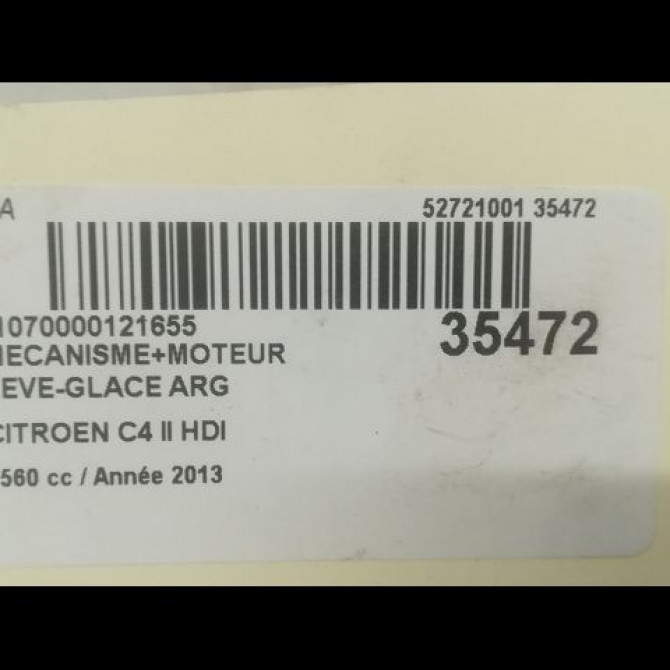 A 52721001 35472
1070000121655 35472
MECANISME+MOTEUR
EVE-GLACE ARG
CITROEN C4 II HDI
560 cc / Année 2013